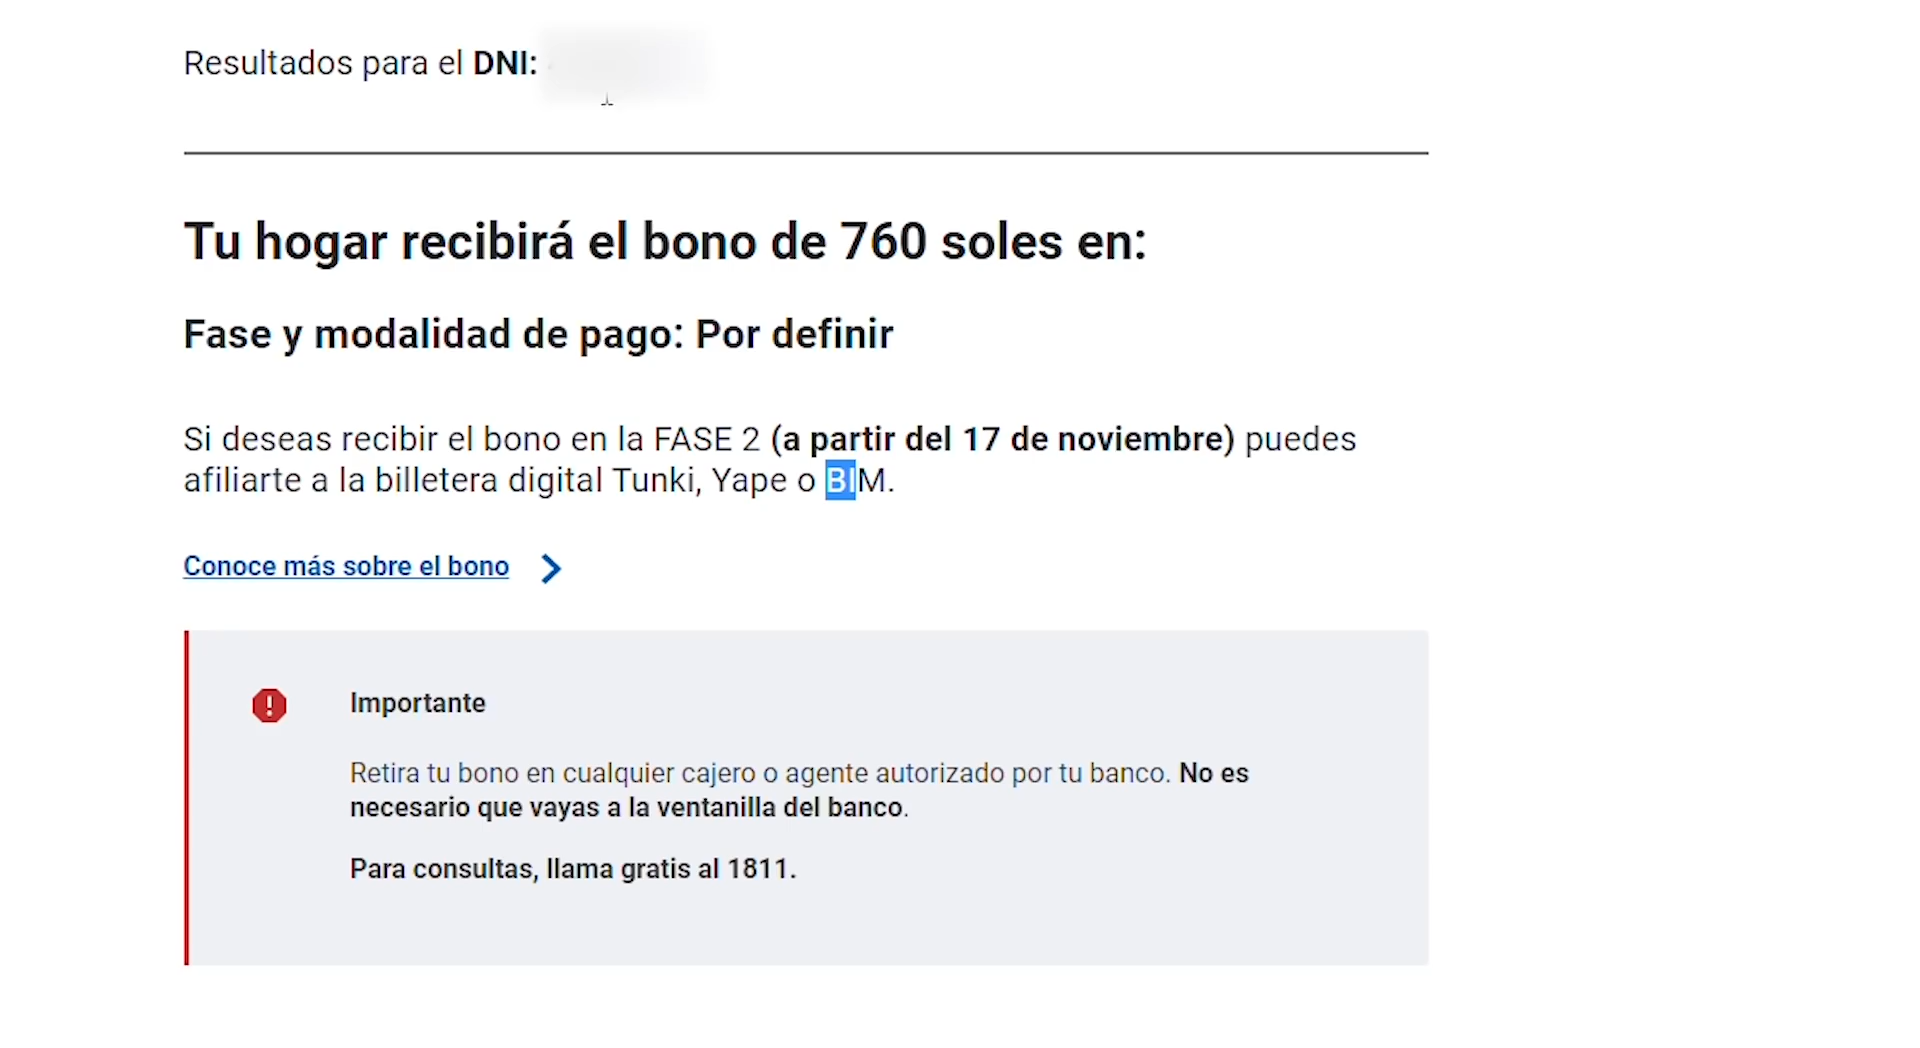 Resultados para el DNI:
Tu hogar recibirá el bono de 760 soles en:
Fase y modalidad de pago: Por definir
Si deseas recibir el bono en la FASE 2 (a partir del 17 de noviembre) puedes
afiliarte a la billetera digital Tunki, Yape o BIM.
Conoce más sobre el bono
Importante
Retira tu bono en cualquier cajero o agente autorizado por tu banco. No es
necesario que vayas a la ventanilla del banco.
Para consultas, llama gratis al 1811.